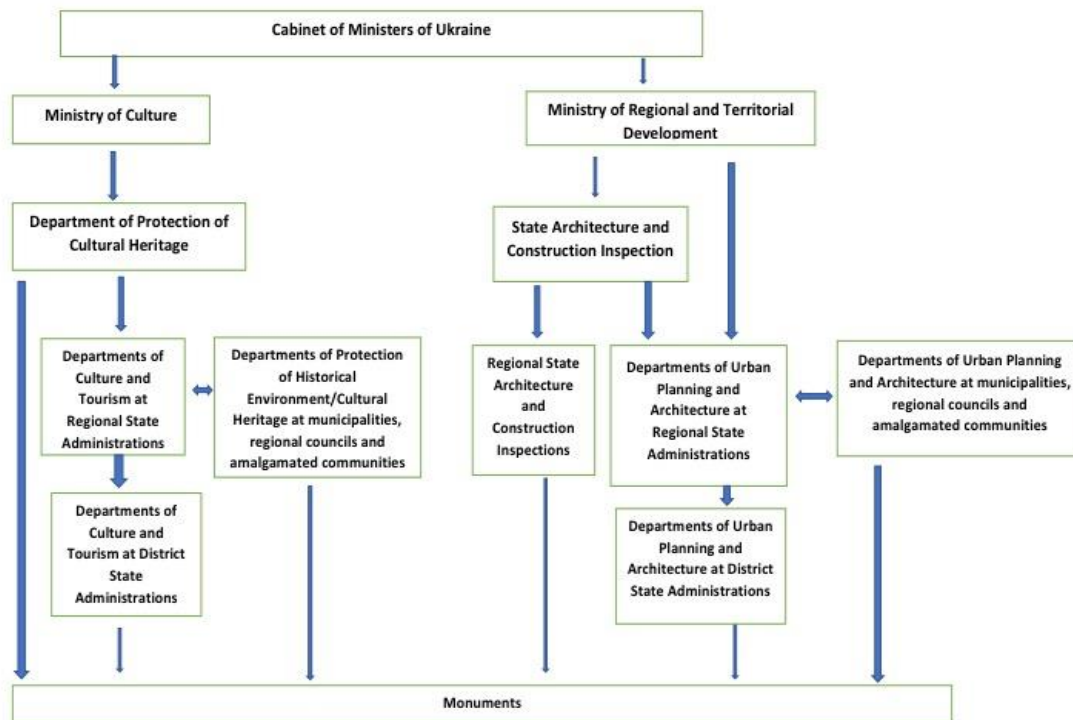 Cabinet of Ministers of Ukraine
Ministry of Culture
Ministry of Regional and Territorial
Development
Department of Protection of
Cultural Heritage
State Architecture and
Construction Inspection
Departments of
Culture and
Tourism at
Regional State
Administrations
Departments of Protection
of Historical
Environment/Cultural
Heritage at municipalities,
regional councils and
amalgamated communities
Regional State
Architecture
and
Construction
Inspections
Departments of Urban
Planning and
Architecture at
Regional State
Administrations
Departments of Urban Planning
and Architecture at municipalities,
regional councils and
amalgamated communities
Departments of
Culture and
Tourism at District
State
Administrations
Departments of Urban
Planning and
Architecture at District
State Administrations
Monuments